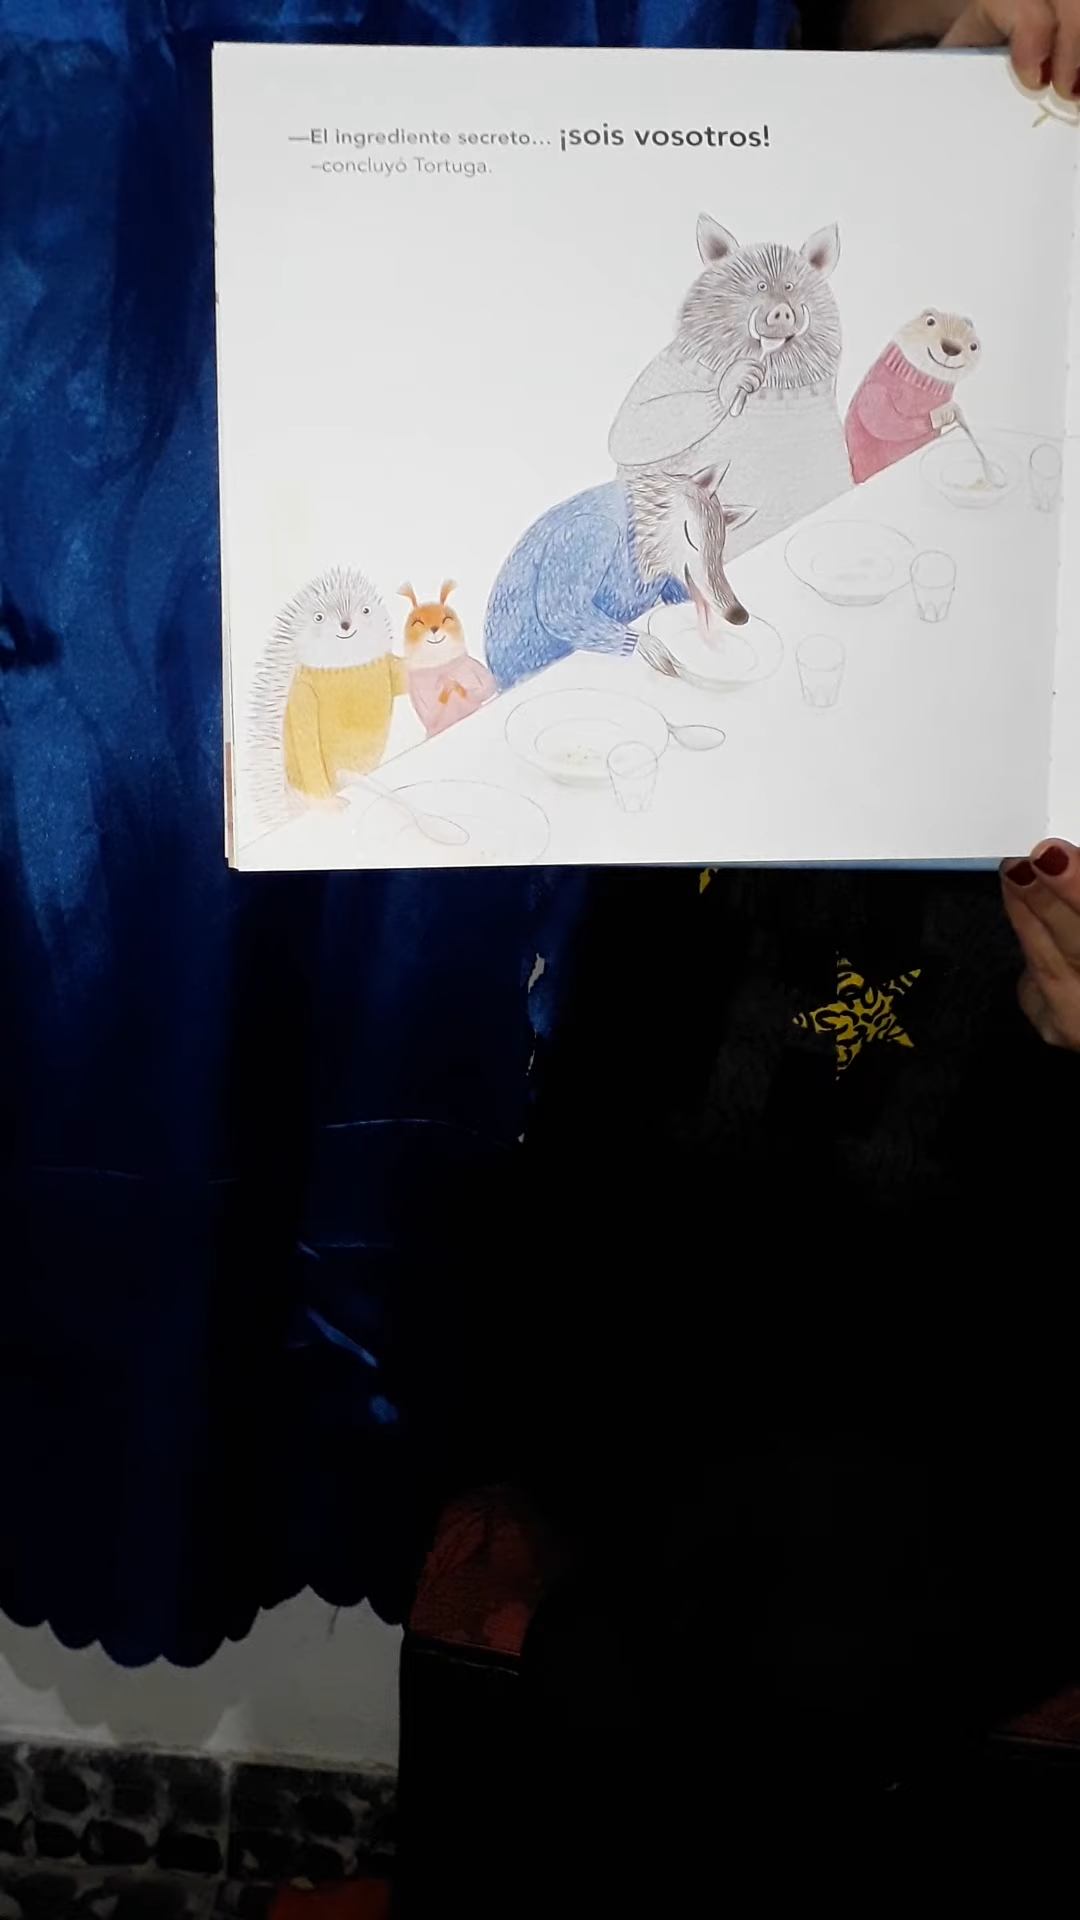 —El ingrediente secreto... ¡sois vosotros!
–concluyó Tortuga.